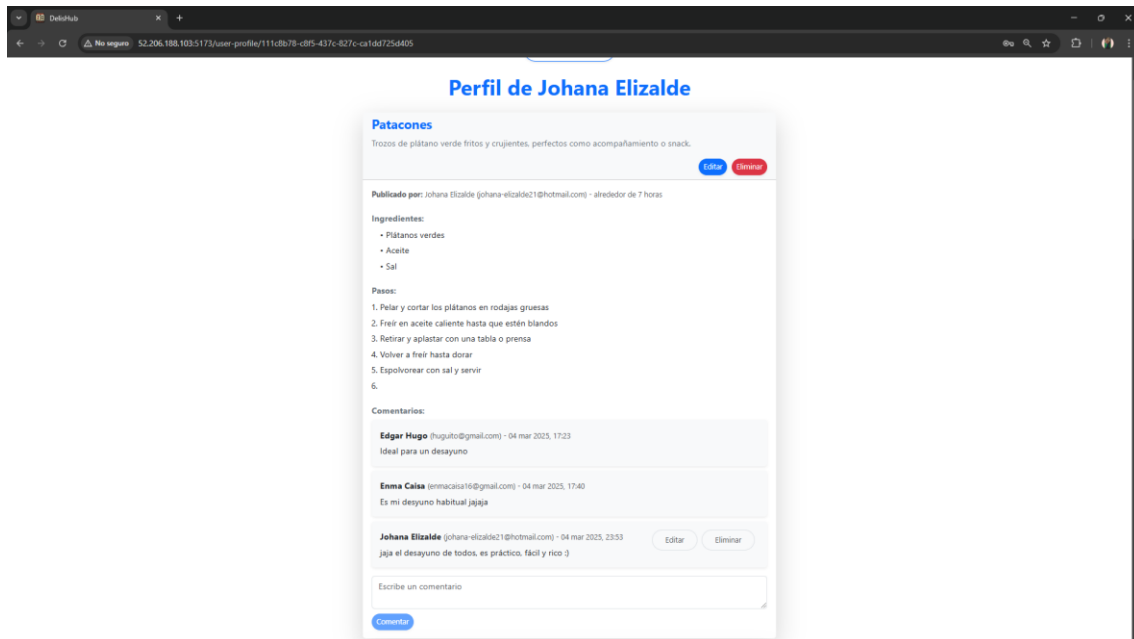 DelisHub
No seguro 52.206.188.103:5173/user-profile/111c8b78-c8f5-437c-827c-ca1dd725d405
Perfil de Johana Elizalde
Patacones
Trozos de plátano verde fritos y crujientes, perfectos como acompañamiento o snack.
Editar Eliminar
Publicado por: Johana Elizalde (johana-elizalde21@hotmail.com) - alrededor de 7 horas
Ingredientes:
• Plátanos verdes
• Aceite
• Sal
Pasos:
1. Pelar y cortar los plátanos en rodajas gruesas
2. Freír en aceite caliente hasta que estén blandos
3. Retirar y aplastar con una tabla o prensa
4. Volver a freír hasta dorar
5. Espolvorear con sal y servir
6.
Comentarios:
Edgar Hugo (huguito@gmail.com) - 04 mar 2025, 17:23
Ideal para un desayuno
Enma Caisa (enmacaisa16@gmail.com) - 04 mar 2025, 17:40
Es mi desyuno habitual jajaja
Johana Elizalde (johana-elizalde21@hotmail.com) - 04 mar 2025, 23:53 Editar Eliminar
jaja el desayuno de todos, es práctico, fácil y rico :)
Escribe un comentario
Comentar